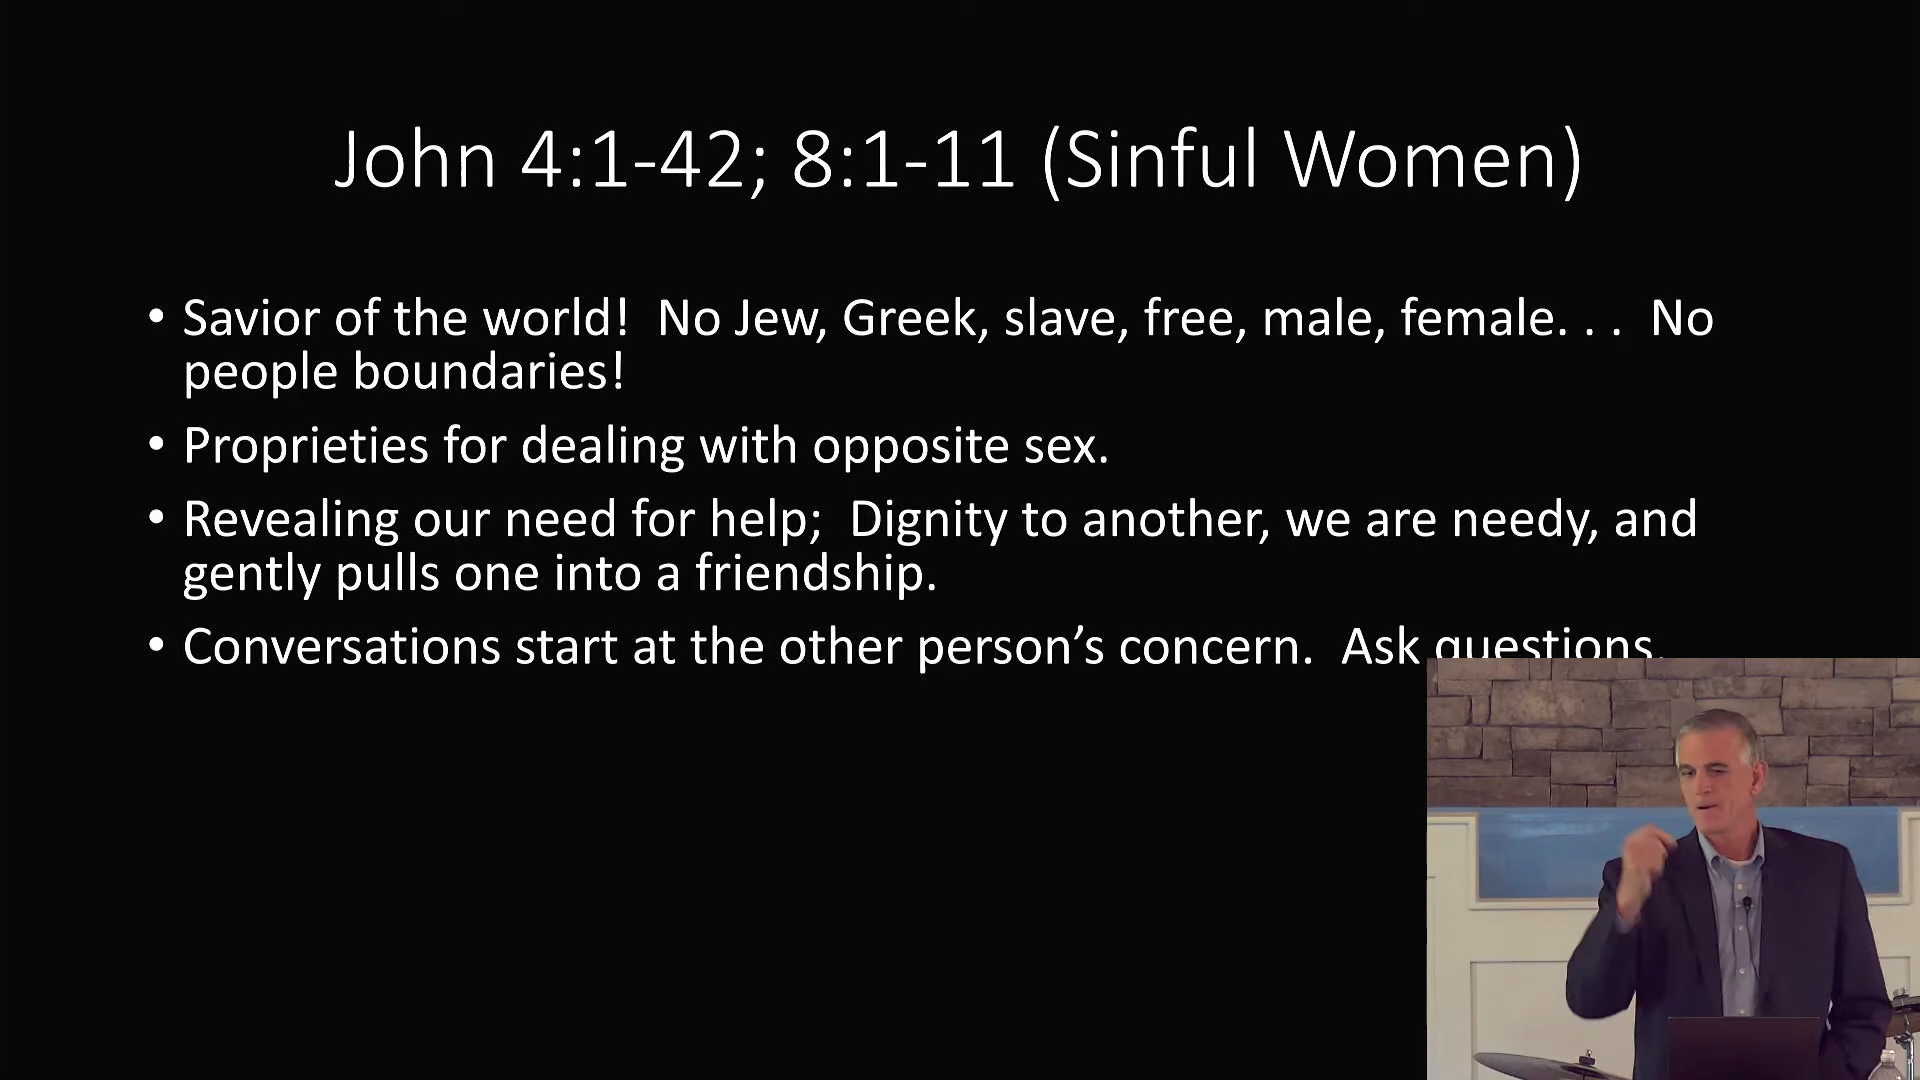 John 4:1-42; 8:1-11 (Sinful Women)
• Savior of the world!  No Jew, Greek, slave, free, male, female. . .  No
people boundaries!
• Proprieties for dealing with opposite sex.
• Revealing our need for help;  Dignity to another, we are needy, and
gently pulls one into a friendship.
• Conversations start at the other person’s concern.  Ask questions.